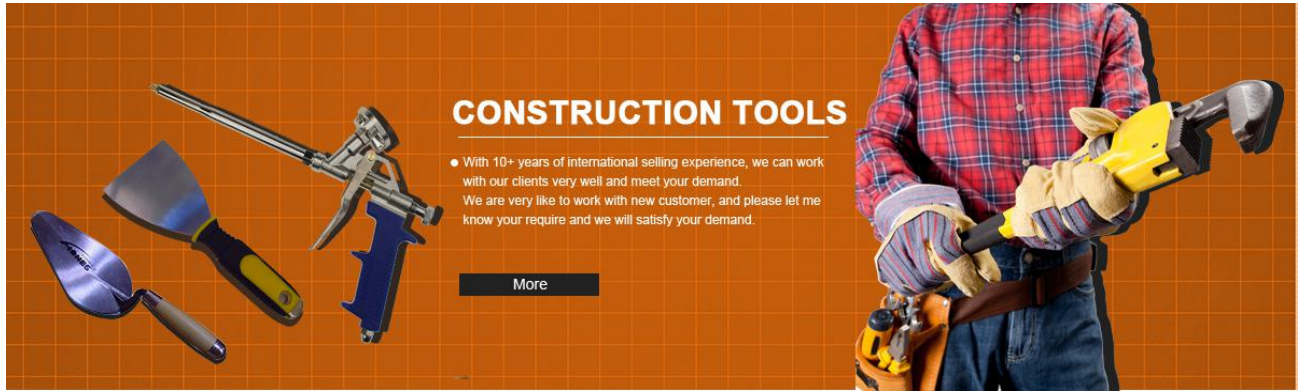 CONSTRUCTION TOOLS
With 10+ years of international selling experience, we can work
with our clients very well and meet your demand.
We are very like to work with new customer, and please let me
know your require and we will satisfy your demand.
More